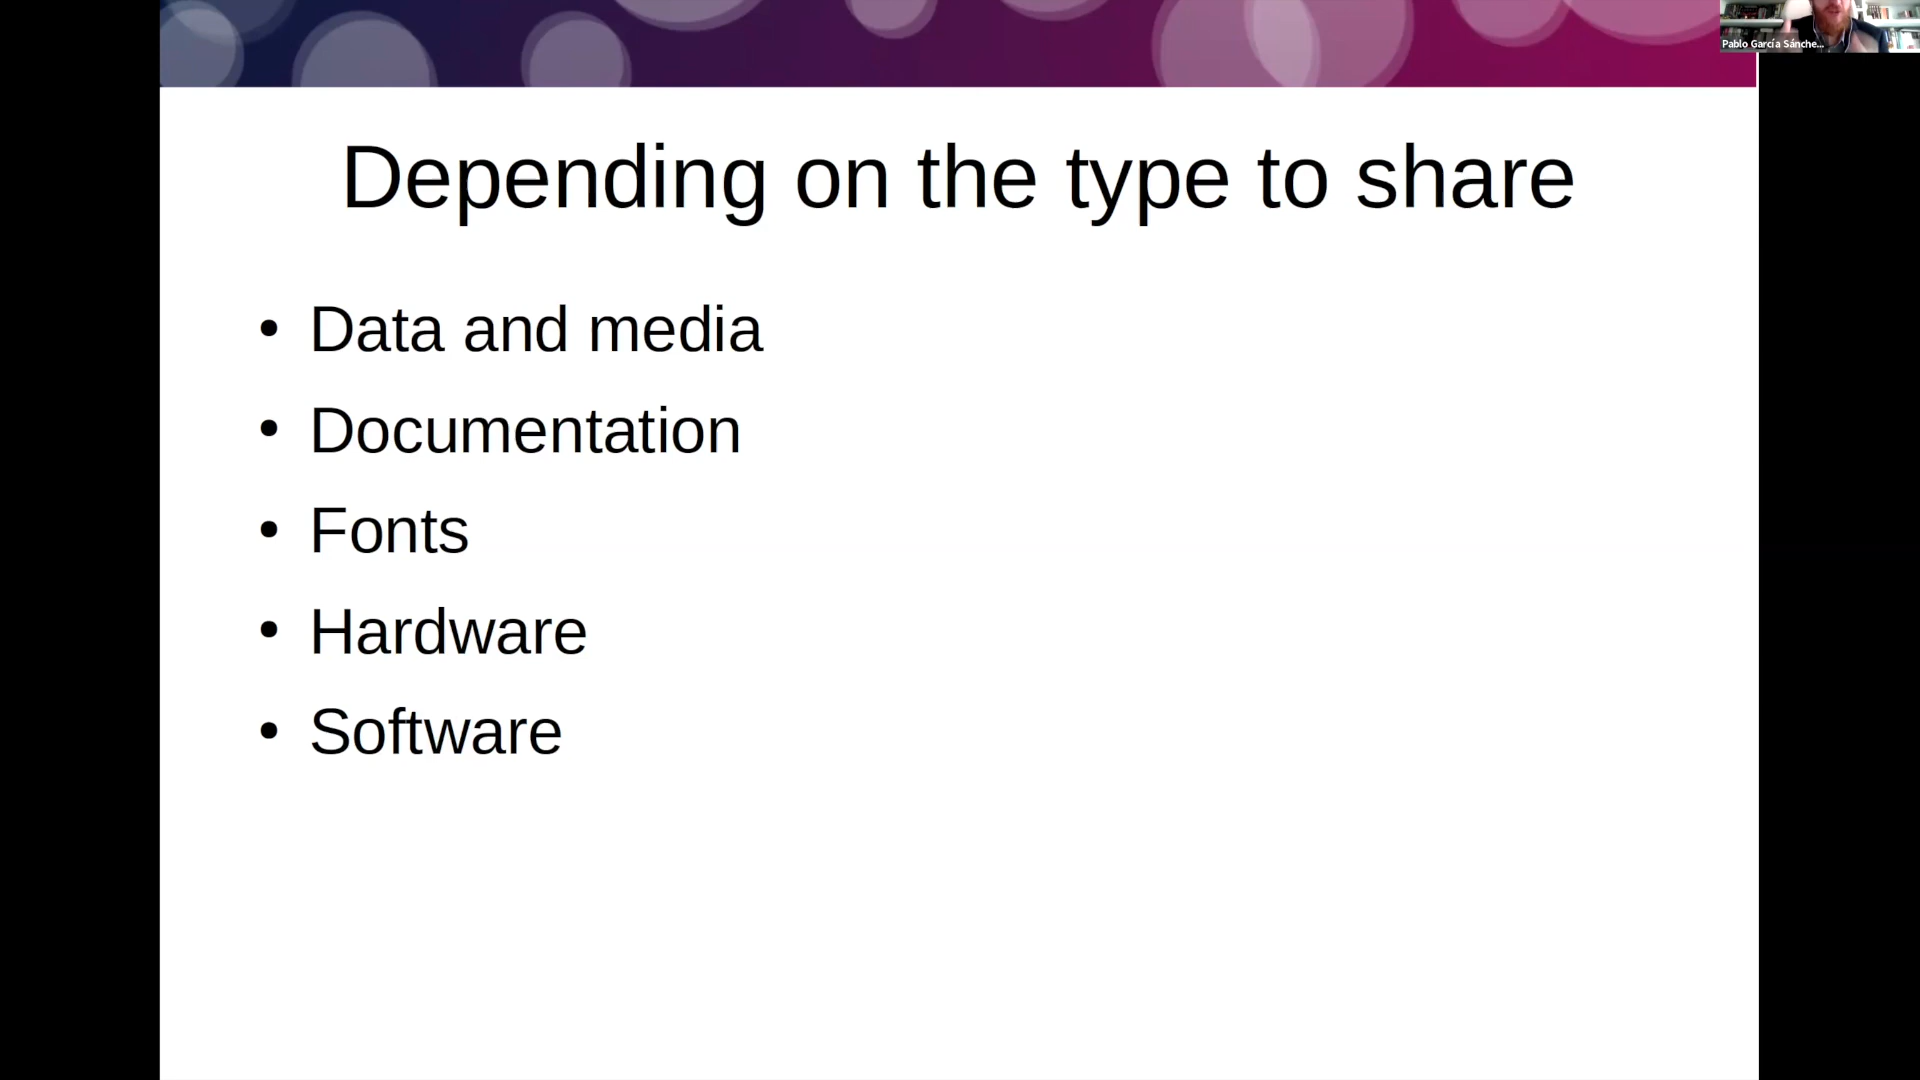 Pablo García Sánche...
Depending on the type to share
• Data and media
• Documentation
• Fonts
• Hardware
• Software